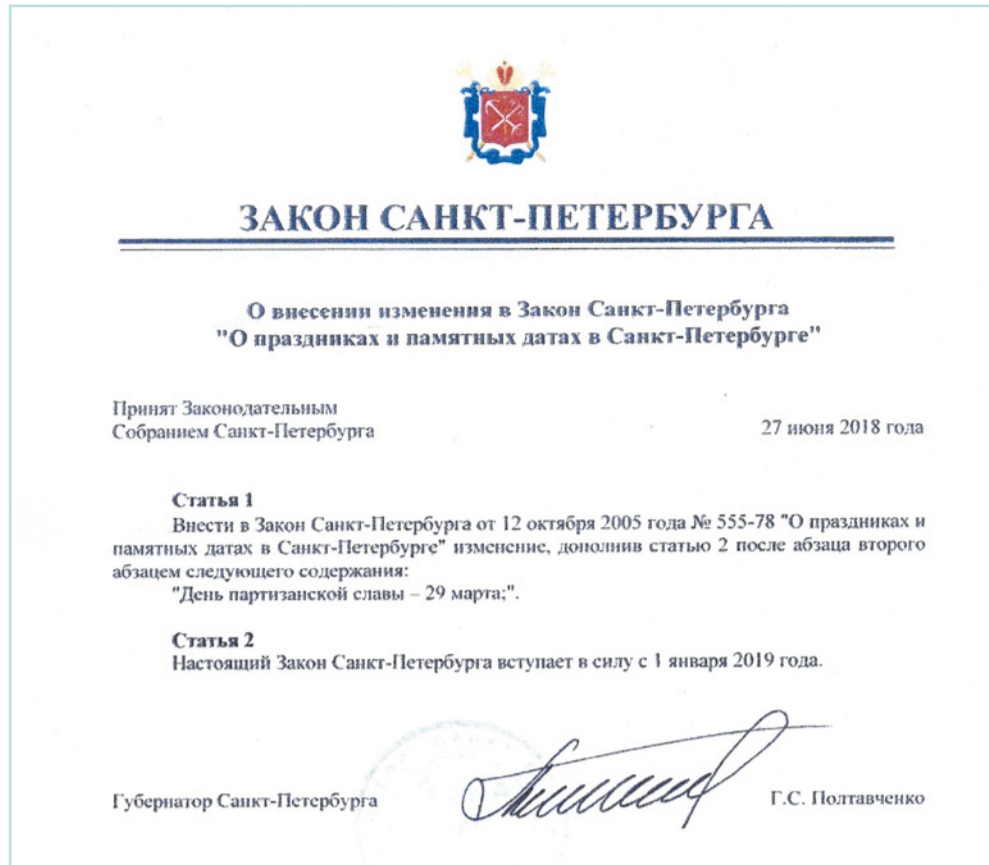 ЗАКОН САНКТ-ПЕТЕРБУРГА
О внесении изменения в Закон Санкт-Петербурга
"О праздниках и памятных датах в Санкт-Петербурге"
Принят Законодательным
Собранием Санкт-Петербурга
27 июня 2018 года
Статья 1
Внести в Закон Санкт-Петербурга от 12 октября 2005 года № 555-78 "О праздниках и
памятных датах в Санкт-Петербурге" изменение, дополнив статью 2 после абзаца второго
абзацем следующего содержания:
"День партизанской славы – 29 марта;".
Статья 2
Настоящий Закон Санкт-Петербурга вступает в силу с 1 января 2019 года.
Губернатор Санкт-Петербурга
Г.С. Полтавченко